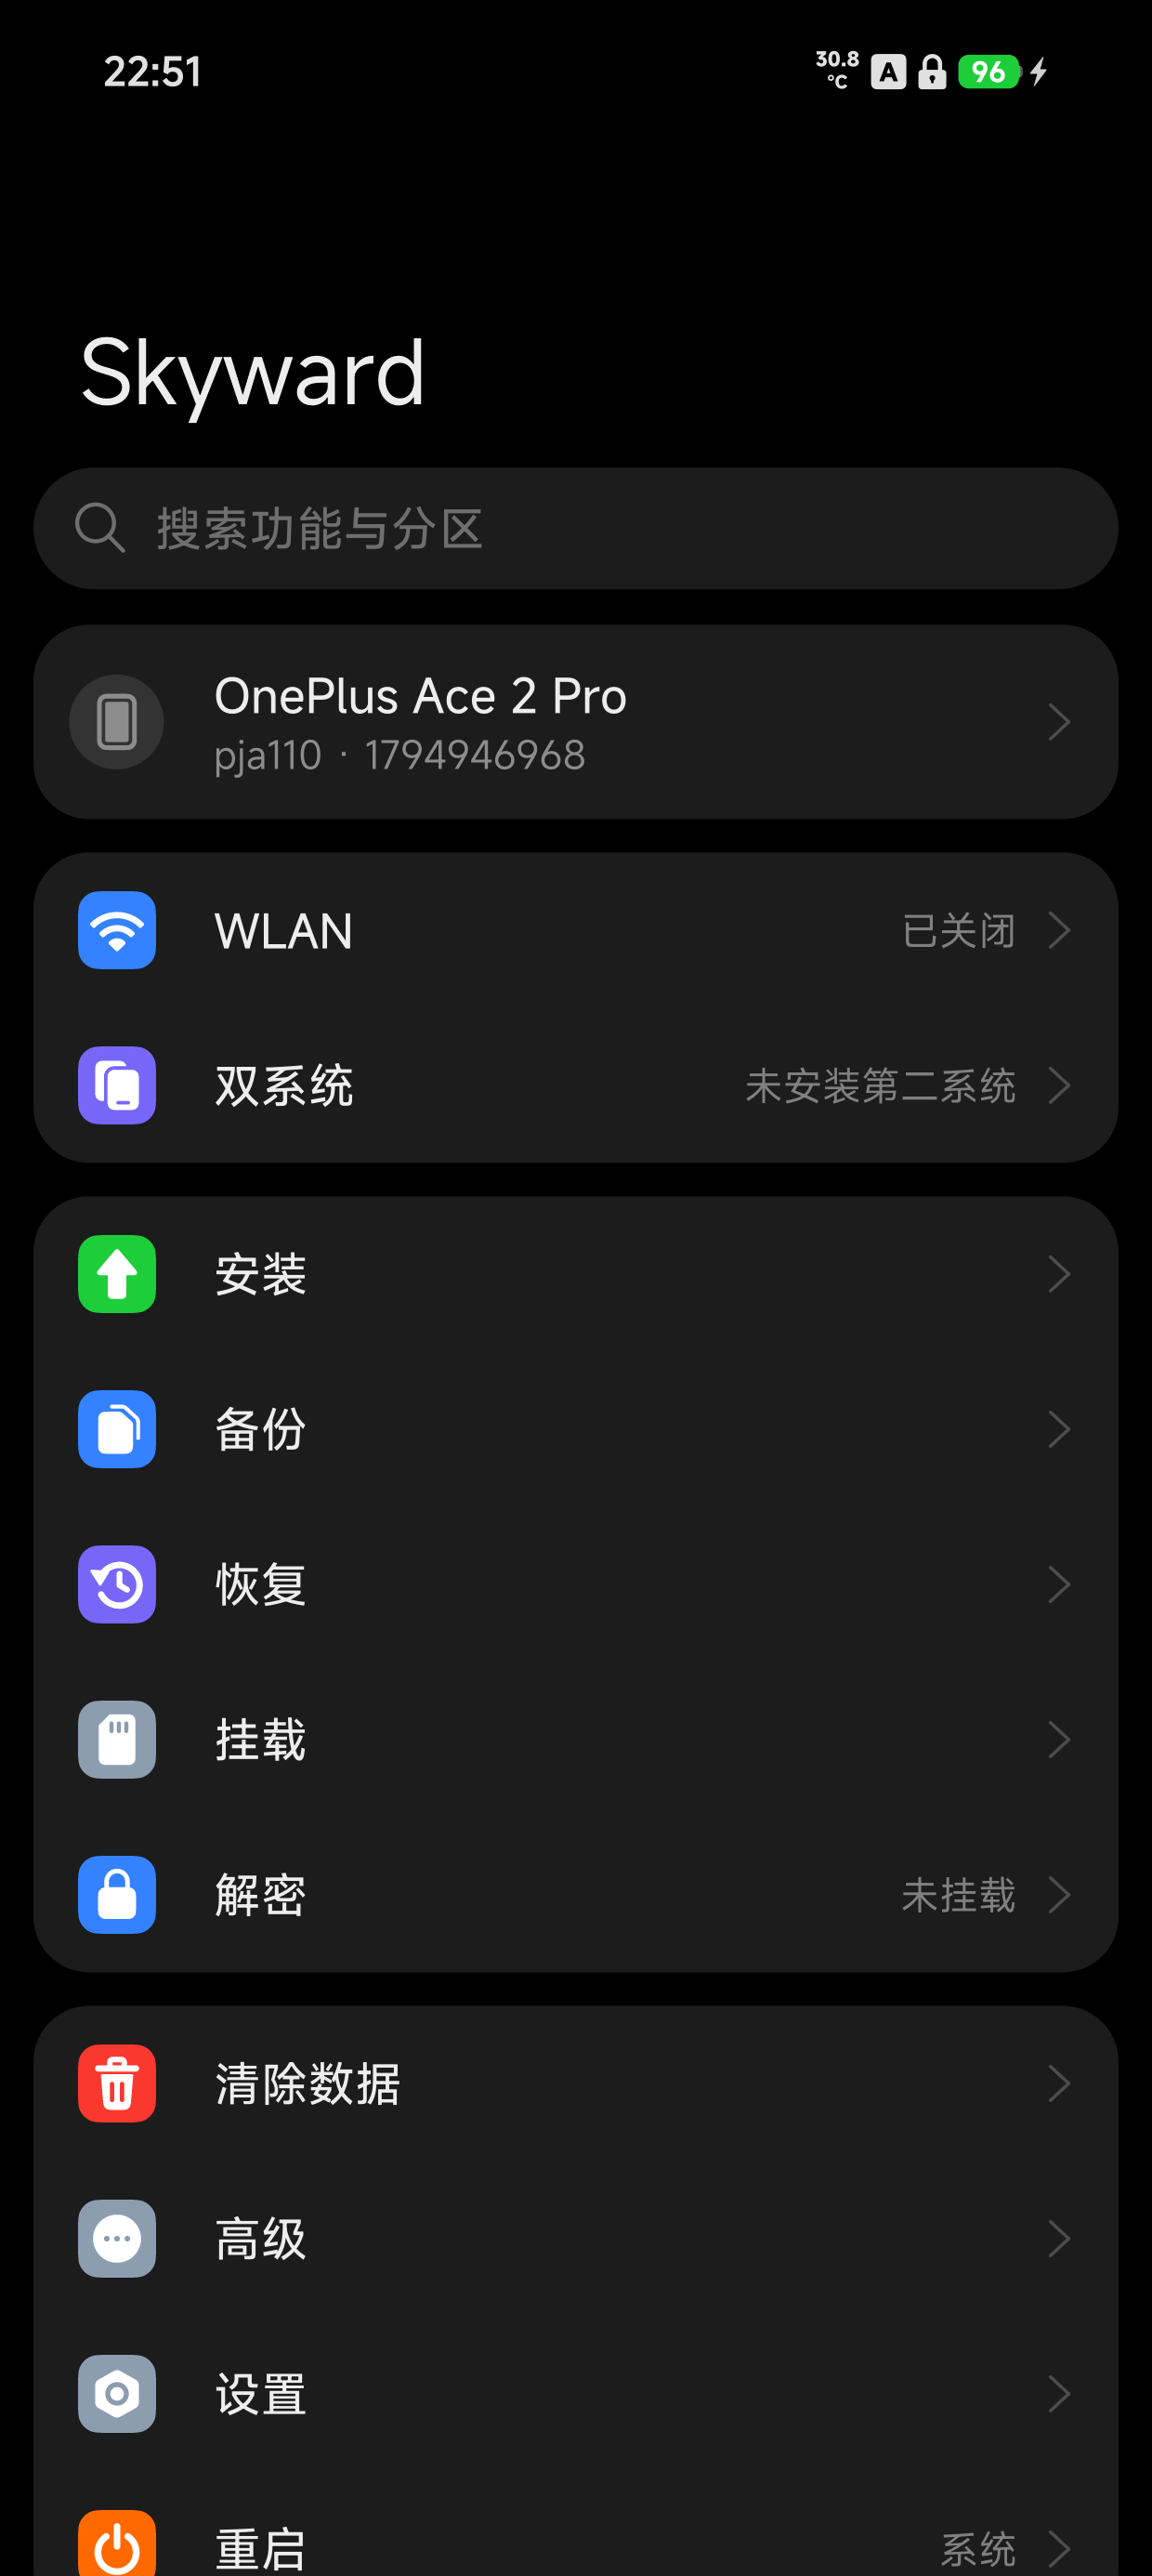 22:51
30.8
°C
A
96
Skyward
搜索功能与分区
OnePlus Ace 2 Pro
pja110 · 1794946968
WLAN 已关闭
双系统 未安装第二系统
安装
备份
恢复
挂载
解密 未挂载
清除数据
高级
设置
重启 系统